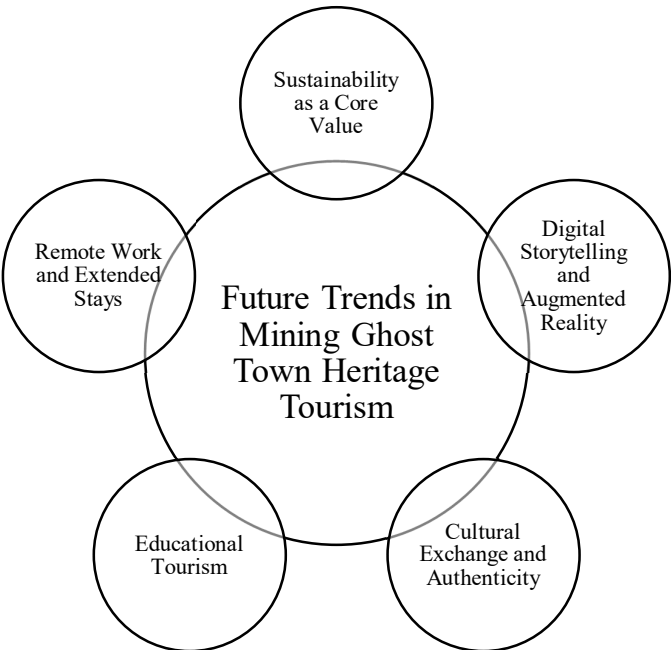 Sustainability
as a Core
Value
Digital
Storytelling
and
Augmented
Reality
Remote Work
and Extended
Stays
Future Trends in
Mining Ghost
Town Heritage
Tourism
Cultural
Exchange and
Authenticity
Educational
Tourism